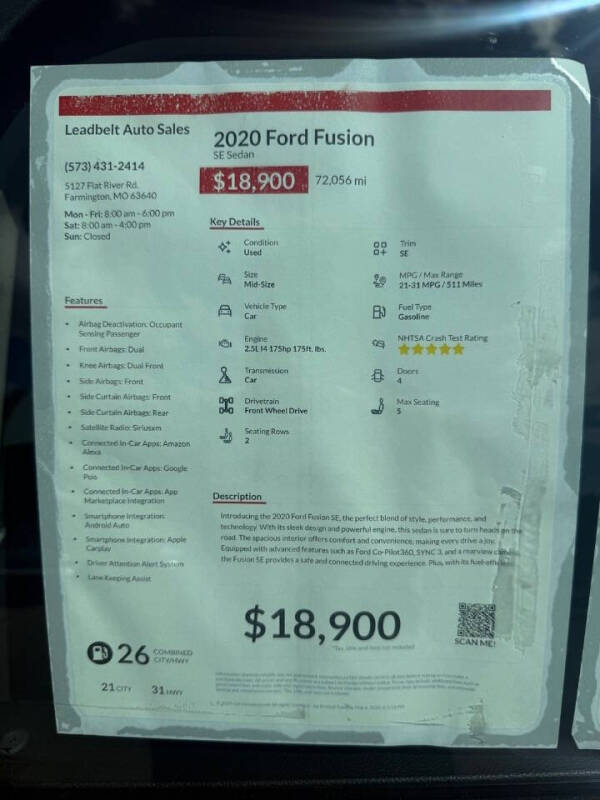 Leadbelt Auto Sales
(573) 431-2414
5127 Flat River Rd.
Farmington, MO 63640
Mon - Fri: 8:00 am - 6:00 pm
Sat: 8:00 am - 4:00 pm
Sun: Closed
Features
Airbag Deactivation: Occupant
Sensing Passenger
Front Airbags: Dual
Knee Airbags: Dual Front
Side Airbags: Front
Side Curtain Airbags: Front
Side Curtain Airbags: Rear
Satellite Radio: Siriusxm
Connected In-Car Apps: Amazon
Alexa
Connected In-Car Apps: Google
Pois
Connected In-Car Apps: App
Marketplace Integration
Smartphone Integration:
Android Auto
Smartphone Integration: Apple
Carplay
Driver Attention Alert System
Lane Keeping Assist
26 COMBINED
CITY/HWY
21 CITY 31 HWY
2020 Ford Fusion
SE Sedan
$18,900 72,056 mi
Key Details
Condition
Used
Trim
SE
Size
Mid-Size
MPG / Max Range
21-31 MPG / 511 Miles
Vehicle Type
Car
Fuel Type
Gasoline
Engine
2.5L I4 175hp 175ft. lbs.
NHTSA Crash Test Rating
Transmission
Car
Doors
4
Drivetrain
Front Wheel Drive
Max Seating
5
Seating Rows
2
Description
Introducing the 2020 Ford Fusion SE, the perfect blend of style, performance, and
technology. With its sleek design and powerful engine, this sedan is sure to turn heads on the
road. The spacious interior offers comfort and convenience, making every drive a joy.
Equipped with advanced features such as Ford Co-Pilot360, SYNC 3, and a rearview
the Fusion SE provides a safe and connected driving experience. Plus, with its
$18,900
*Tax, title and fees not included
SCAN ME!